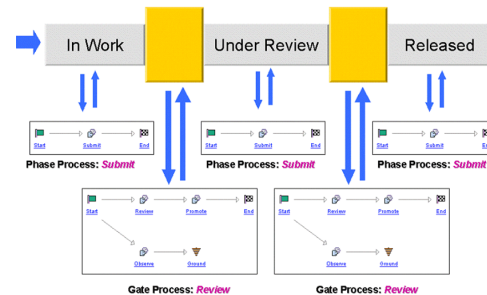 In Work
Under Review
Released
Start Submit End
Start Submit End
Start Submit End
Phase Process: Submit
Phase Process: Submit
Phase Process: Submit
Start Review Promote End
Observe Ground
Start Review Promote End
Observe Ground
Gate Process: Review
Gate Process: Review